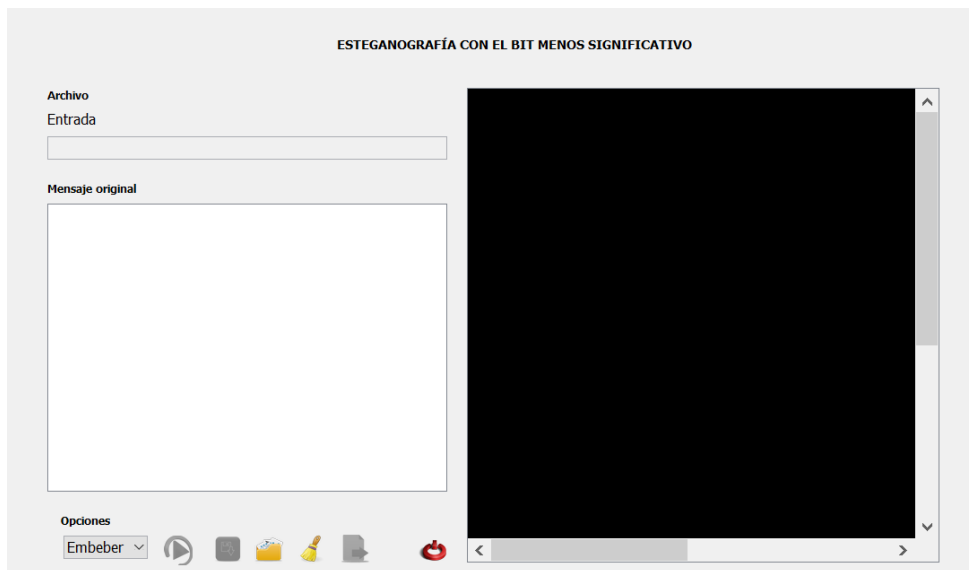 ESTEGANOGRAFÍA CON EL BIT MENOS SIGNIFICATIVO
Archivo
Entrada
Mensaje original
Opciones
Embeber